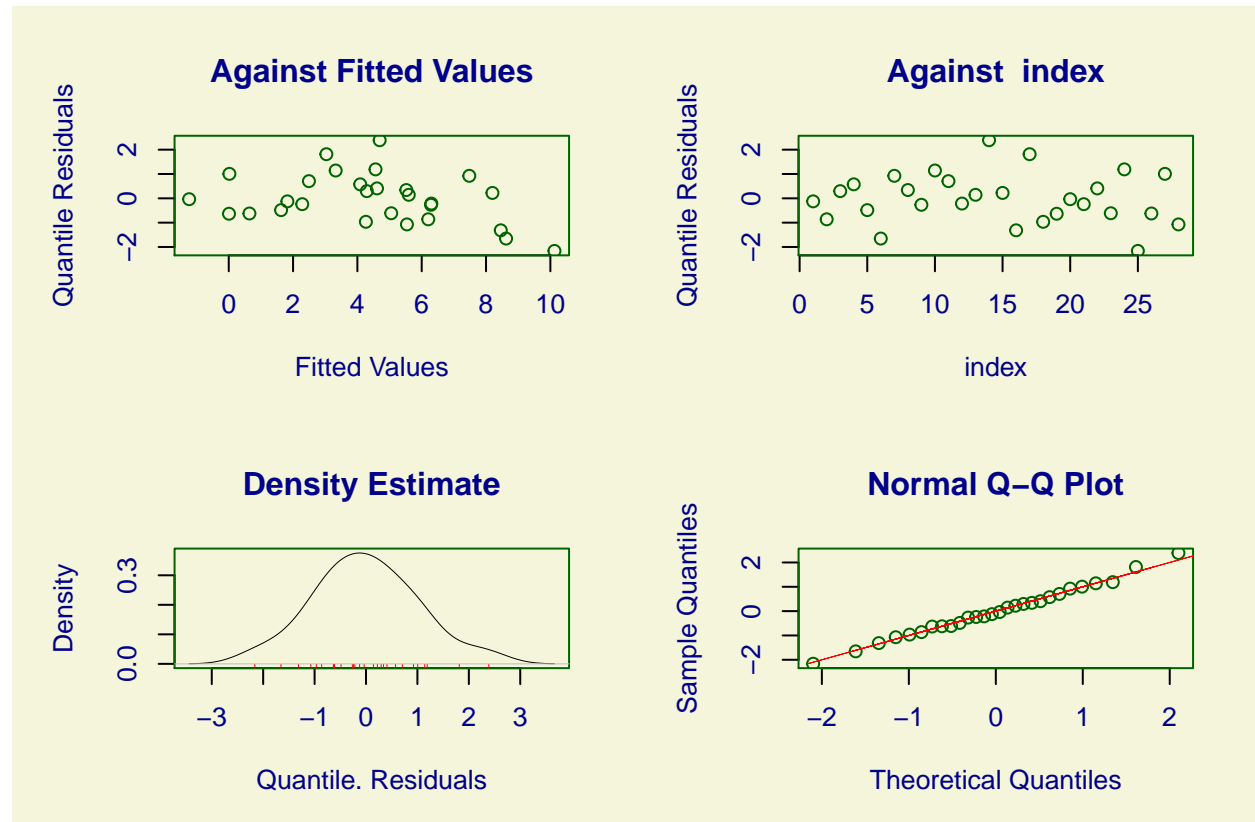 Against Fitted Values
Quantile Residuals
2
0
−2
0 2 4 6 8 10
Fitted Values
Against index
Quantile Residuals
2
0
−2
0 5 10 15 20 25
index
Density Estimate
Density
0.3
0.0
−3 −1 0 1 2 3
Quantile. Residuals
Normal Q−Q Plot
Sample Quantiles
2
0
−2
−2 −1 0 1 2
Theoretical Quantiles